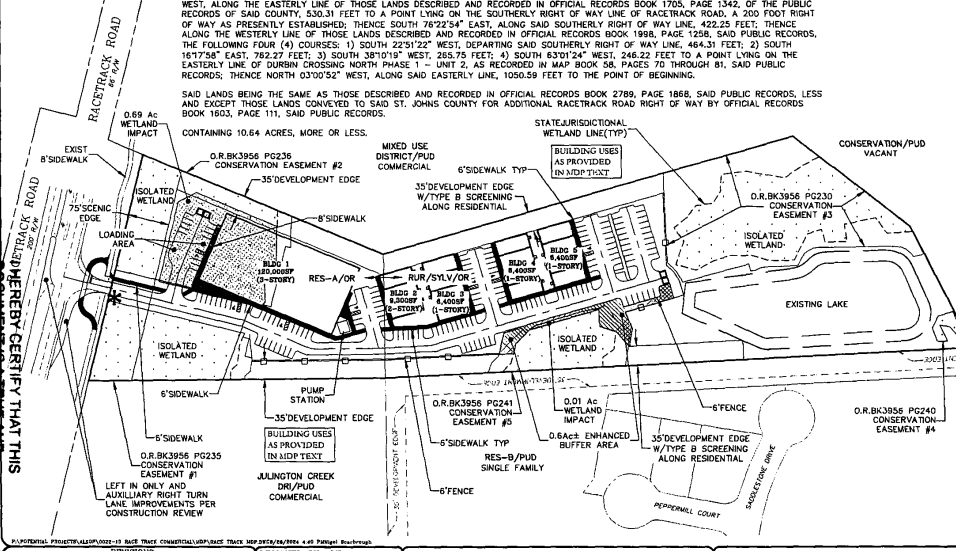 WEST, ALONG THE EASTERLY LINE OF THOSE LANDS DESCRIBED AND RECORDED IN OFFICIAL RECORDS BOOK 1705, PAGE 1342, OF THE PUBLIC
RECORDS OF SAID COUNTY, 530.31 FEET TO A POINT LYING ON THE SOUTHERLY RIGHT OF WAY LINE OF RACETRACK ROAD, A 200 FOOT RIGHT
OF WAY AS PRESENTLY ESTABLISHED; THENCE SOUTH 76°22'54" EAST, ALONG SAID SOUTHERLY RIGHT OF WAY LINE, 422.25 FEET; THENCE
ALONG THE WESTERLY LINE OF THOSE LANDS DESCRIBED AND RECORDED IN OFFICIAL RECORDS BOOK 1998, PAGE 1258, SAID PUBLIC RECORDS,
THE FOLLOWING FOUR (4) COURSES: 1) SOUTH 22°51'22" WEST, DEPARTING SAID SOUTHERLY RIGHT OF WAY LINE, 464.31 FEET; 2) SOUTH
16°17'58" EAST, 782.27 FEET; 3) SOUTH 38°10'19" WEST, 285.75 FEET; 4) SOUTH 63°01'24" WEST, 246.22 FEET TO A POINT LYING ON THE
EASTERLY LINE OF DURBIN CROSSING NORTH PHASE 1 - UNIT 2, AS RECORDED IN MAP BOOK 58, PAGES 70 THROUGH 81, SAID PUBLIC
RECORDS; THENCE NORTH 03°00'52" WEST, ALONG SAID EASTERLY LINE, 1050.59 FEET TO THE POINT OF BEGINNING.
SAID LANDS BEING THE SAME AS THOSE DESCRIBED AND RECORDED IN OFFICIAL RECORDS BOOK 2789, PAGE 1868, SAID PUBLIC RECORDS, LESS
AND EXCEPT THOSE LANDS CONVEYED TO SAID ST. JOHNS COUNTY FOR ADDITIONAL RACETRACK ROAD RIGHT OF WAY BY OFFICIAL RECORDS
BOOK 1603, PAGE 111, SAID PUBLIC RECORDS.
CONTAINING 10.64 ACRES, MORE OR LESS.
RACETRACK ROAD
66' R/W
0.69 Ac
WETLAND
IMPACT
EXIST
8'SIDEWALK
O.R.BK3956 PG236
CONSERVATION EASEMENT #2
35'DEVELOPMENT EDGE
MIXED USE
DISTRICT/PUD
COMMERCIAL
STATEJURISDICTIONAL
WETLAND LINE(TYP)
BUILDING USES
AS PROVIDED
IN MDP TEXT
CONSERVATION/PUD
VACANT
6'SIDEWALK TYP
35'DEVELOPMENT EDGE
W/TYPE B SCREENING
ALONG RESIDENTIAL
O.R.BK3956 PG230
CONSERVATION
EASEMENT #3
ISOLATED
WETLAND
ISOLATED
WETLAND
75'SCENIC
EDGE
LOADING
AREA
8'SIDEWALK
RACETRACK ROAD
200' R/W
BLDG 1
120,000SF
(3-STORY)
RES-A/OR
RUR/SYLV/OR
BLDG 2
9,300SF
(2-STORY)
BLDG 3
6,400SF
(1-STORY)
6,400SF
(1-STORY)
BLDG 5
6,400SF
(1-STORY)
EXISTING LAKE
ISOLATED
WETLAND
ISOLATED
WETLAND
6'SIDEWALK
PUMP
STATION
6'SIDEWALK
O.R.BK3956 PG235
CONSERVATION
EASEMENT #1
LEFT IN ONLY AND
AUXILLIARY RIGHT TURN
LANE IMPROVEMENTS PER
CONSTRUCTION REVIEW
35'DEVELOPMENT EDGE
BUILDING USES
AS PROVIDED
IN MDP TEXT
JULINGTON CREEK
DRI/PUD
COMMERCIAL
35'DEVELOPMENT EDGE
O.R.BK3956 PG241
CONSERVATION
EASEMENT #5
6'SIDEWALK TYP
6'FENCE
0.01 Ac
WETLAND
IMPACT
0.6Ac± ENHANCED
BUFFER AREA
RES-B/PUD
SINGLE FAMILY
35'DEVELOPMENT EDGE
W/TYPE B SCREENING
ALONG RESIDENTIAL
6'FENCE
O.R.BK3956 PG240
CONSERVATION
EASEMENT #4
PEPPERMILL COURT
SADDLESTONE DRIVE
HEREBY CERTIFY THAT THIS